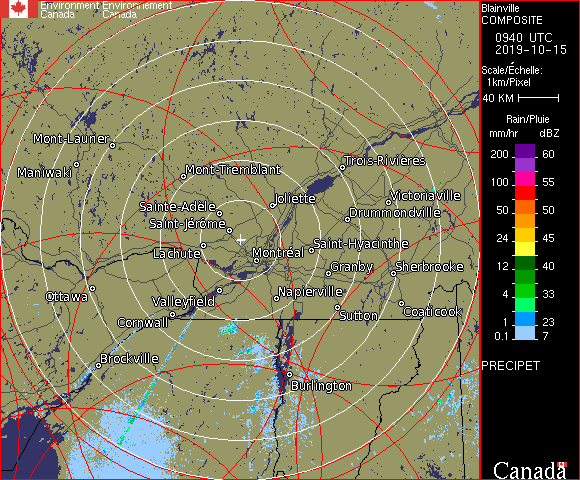 Environment Environnement
Canada Canada
Blainville
COMPOSITE
0940 UTC
2019-10-15
Scale/Échelle:
1km/Pixel
40 KM
Rain/Pluie
mm/hr dBZ
200 60
150 57
100 55
50 50
24 45
12 40
4 33
1 23
0.1 7
PRECIPET
Mont-Laurier
Maniwaki
Mont-Tremblant
Trois-Rivières
Joliette
Victoriaville
Sainte-Adèle
Drummondville
Saint-Jérôme
Lachute
Saint-Hyacinthe
Montréal
Granby
Sherbrooke
Ottawa
Valleyfield
Napierville
Cornwall
Sutton
Coaticook
Brockville
Burlington
Canada